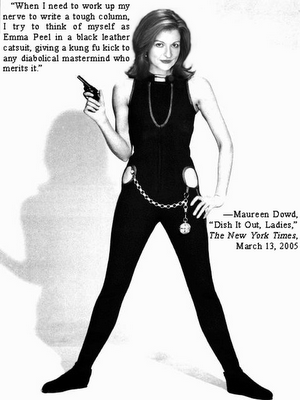 “When I need to work up my
nerve to write a tough column,
I try to think of myself as
Emma Peel in a black leather
catsuit, giving a kung fu kick to
any diabolical mastermind who
merits it.”
—Maureen Dowd,
“Dish It Out, Ladies,”
The New York Times,
March 13, 2005